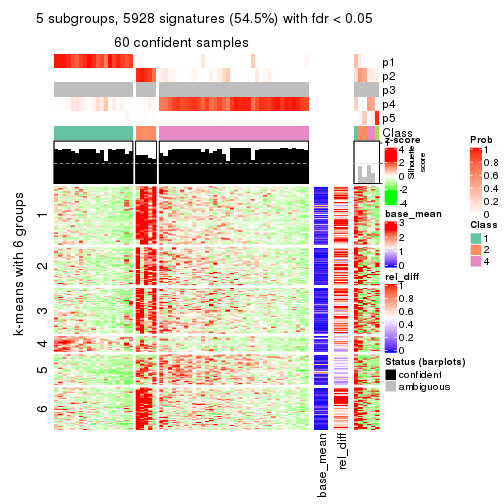 5 subgroups, 5928 signatures (54.5%) with fdr < 0.05
60 confident samples
p1
p2
p3
p4
p5
Class
Silhouette
score
k-means with 6 groups
1
2
3
4
5
6
base_mean
rel_diff
z-score
4
2
0
-2
-4
base_mean
3
2
1
0
rel_diff
1
0.8
0.6
0.4
0.2
0
Status (barplots)
confident
ambiguous
Prob
1
0.8
0.6
0.4
0.2
0
Class
1
2
4